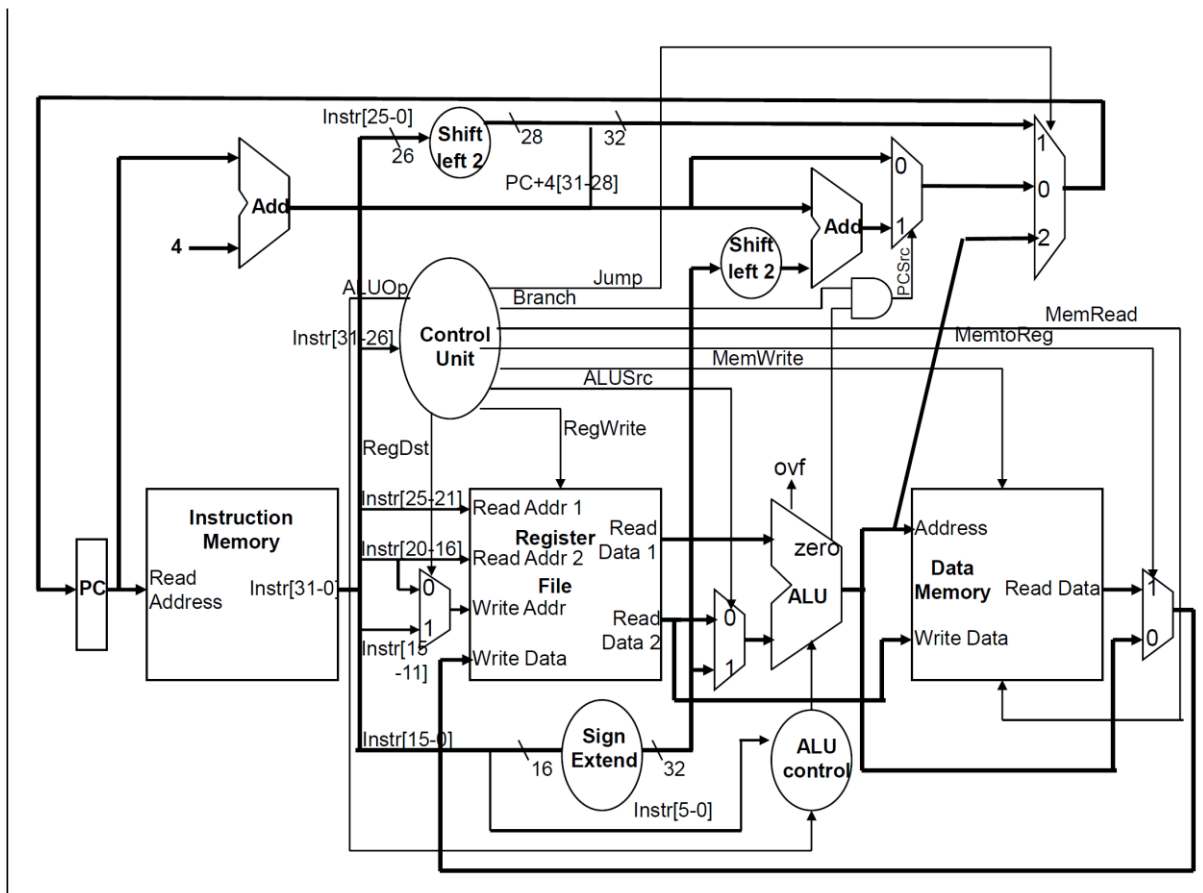 Instr[25-0]
26
Shift
left 2
28
32
1
0
2
PC+4[31-28]
Add
4
0
1
Add
Shift
left 2
PCSrc
ALUOp
Jump
Branch
Instr[31-26]
Control
Unit
MemRead
MemtoReg
MemWrite
ALUSrc
RegWrite
RegDst
ovf
PC
Instruction
Memory
Read
Address
Instr[31-0]
Instr[25-21]
Instr[20-16]
0
1
Instr[15
-11]
Read Addr 1
Register
Read Addr 2
File
Write Addr
Write Data
Read
Data 1
Read
Data 2
0
1
zero
ALU
Address
Data
Memory
Read Data
Write Data
1
0
Instr[15-0]
16
Sign
Extend
32
ALU
control
Instr[5-0]